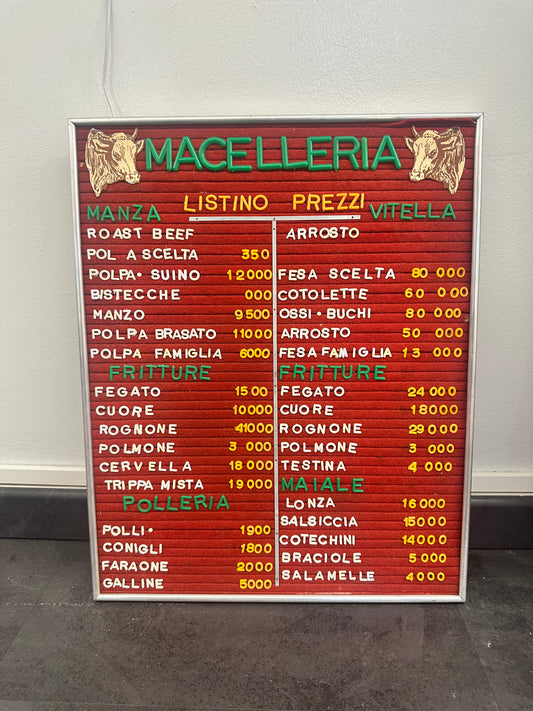 MACELLERIA
LISTINO PREZZI
MANZA
ROAST BEEF
POL A SCELTA 350
POLPA· SUINO 12000
BISTECCHE 000
MANZO 9500
POLPA BRASATO 11000
POLPA FAMIGLIA 6000
FRITTURE
FEGATO 1500
CUORE 10000
ROGNONE 41000
POLMONE 3 000
CERVELLA 18 000
TRIPPA MISTA 19 000
POLLERIA
POLLI· 1900
CONIGLI 1800
FARAONE 2000
GALLINE 5000
VITELLA
ARROSTO
FESA SCELTA 80 000
COTOLETTE 60 000
OSSI·BUCHI 80 000
ARROSTO 50 000
FESA FAMIGLIA 13 000
FRITTURE
FEGATO 24 000
CUORE 18000
ROGNONE 29 000
POLMONE 3 000
TESTINA 4 000
MAIALE
LONZA 16 000
SALSICCIA 15000
COTECHINI 14000
BRACIOLE 5 000
SALAMELLE 4000